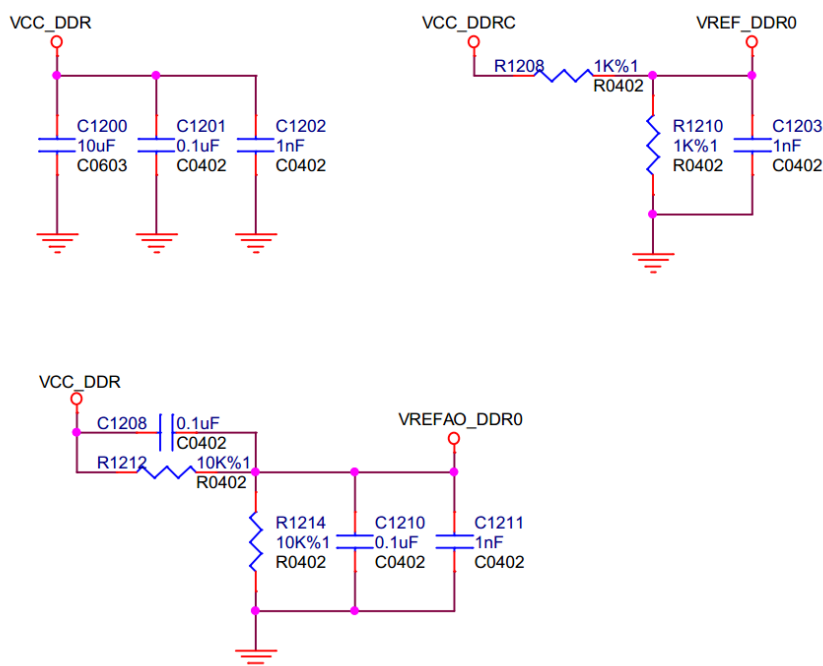 VCC_DDR
C1200
10uF
C0603
C1201
0.1uF
C0402
C1202
1nF
C0402
VCC_DDRC
VREF_DDR0
R1208
1K%1
R0402
R1210
1K%1
R0402
C1203
1nF
C0402
VCC_DDR
C1208
0.1uF
C0402
R1212
10K%1
R0402
VREFAO_DDR0
R1214
10K%1
R0402
C1210
0.1uF
C0402
C1211
1nF
C0402